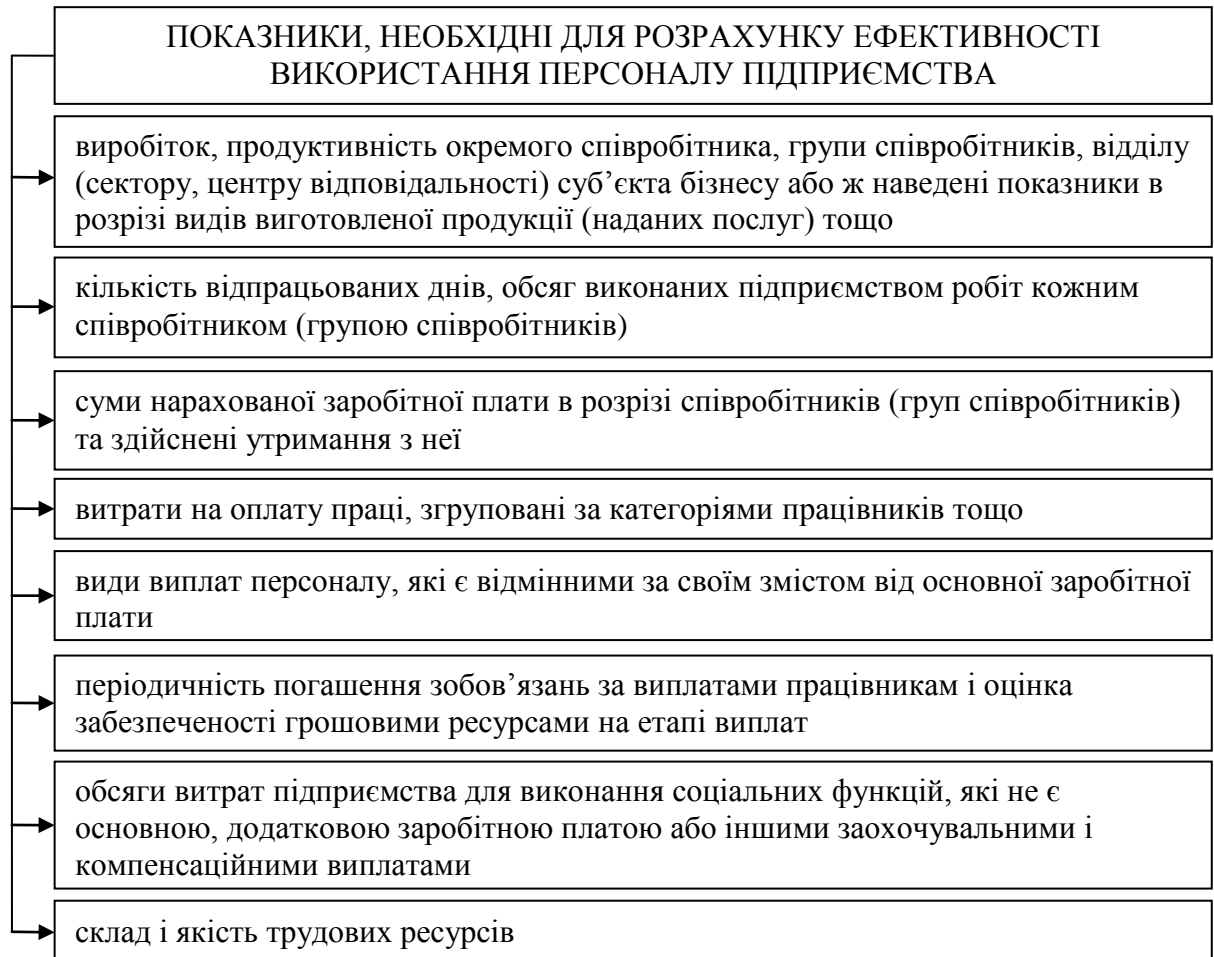 ПОКАЗНИКИ, НЕОБХІДНІ ДЛЯ РОЗРАХУНКУ ЕФЕКТИВНОСТІ
ВИКОРИСТАННЯ ПЕРСОНАЛУ ПІДПРИЄМСТВА
виробіток, продуктивність окремого співробітника, групи співробітників, відділу
(сектору, центру відповідальності) суб’єкта бізнесу або ж наведені показники в
розрізі видів виготовленої продукції (наданих послуг) тощо
кількість відпрацьованих днів, обсяг виконаних підприємством робіт кожним
співробітником (групою співробітників)
суми нарахованої заробітної плати в розрізі співробітників (груп співробітників)
та здійснені утримання з неї
витрати на оплату праці, згруповані за категоріями працівників тощо
види виплат персоналу, які є відмінними за своїм змістом від основної заробітної
плати
періодичність погашення зобов’язань за виплатами працівникам і оцінка
забезпеченості грошовими ресурсами на етапі виплат
обсяги витрат підприємства для виконання соціальних функцій, які не є
основною, додатковою заробітною платою або іншими заохочувальними і
компенсаційними виплатами
склад і якість трудових ресурсів